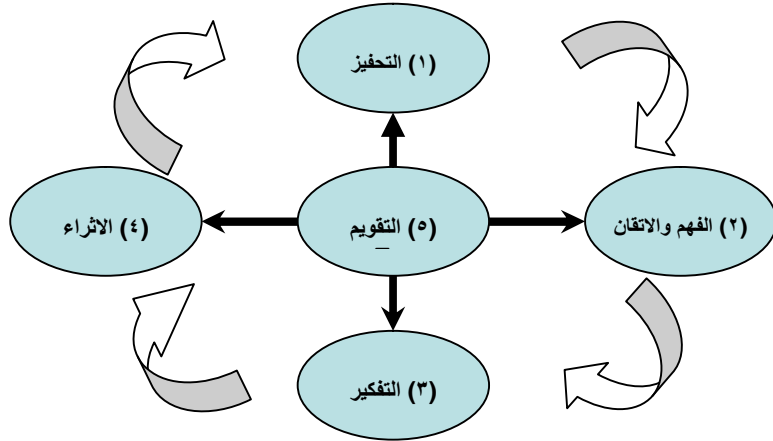 (١) التحفيز
(٢) الفهم والاتقان
(٣) التفكير
(٤) الاثراء
(٥) التقويم